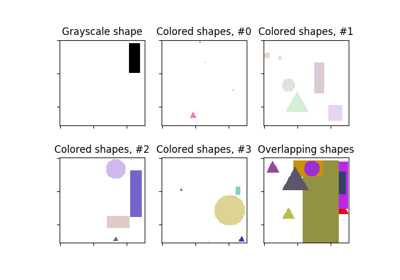 Grayscale shape
Colored shapes, #0
Colored shapes, #1
Colored shapes, #2
Colored shapes, #3
Overlapping shapes